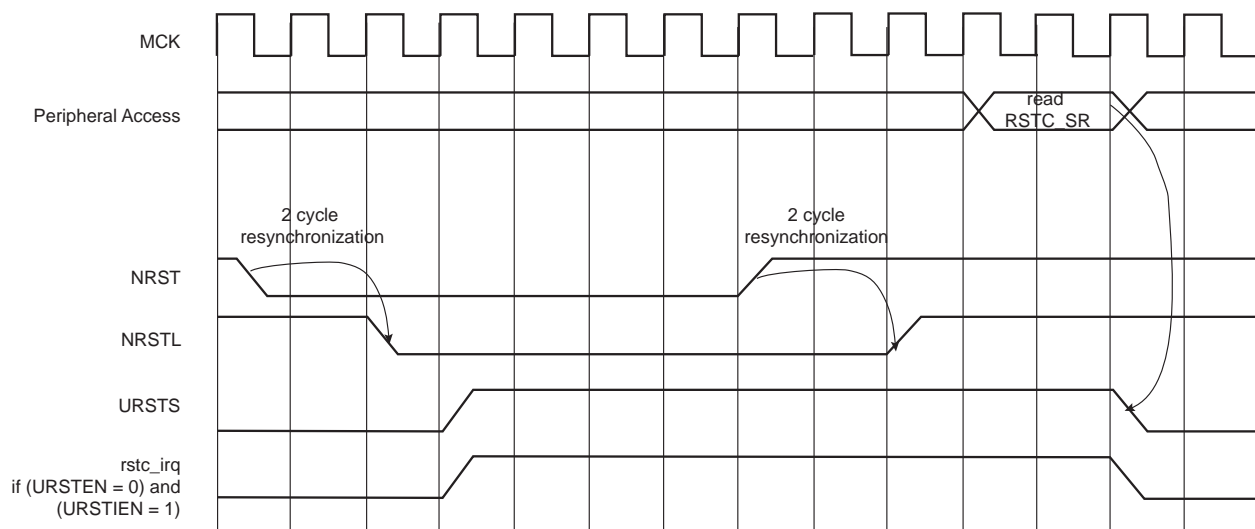 MCK
Peripheral Access
read
RSTC_SR
2 cycle
resynchronization
2 cycle
resynchronization
NRST
NRSTL
URSTS
rstc_irq
if (URSTEN = 0) and
(URSTIEN = 1)